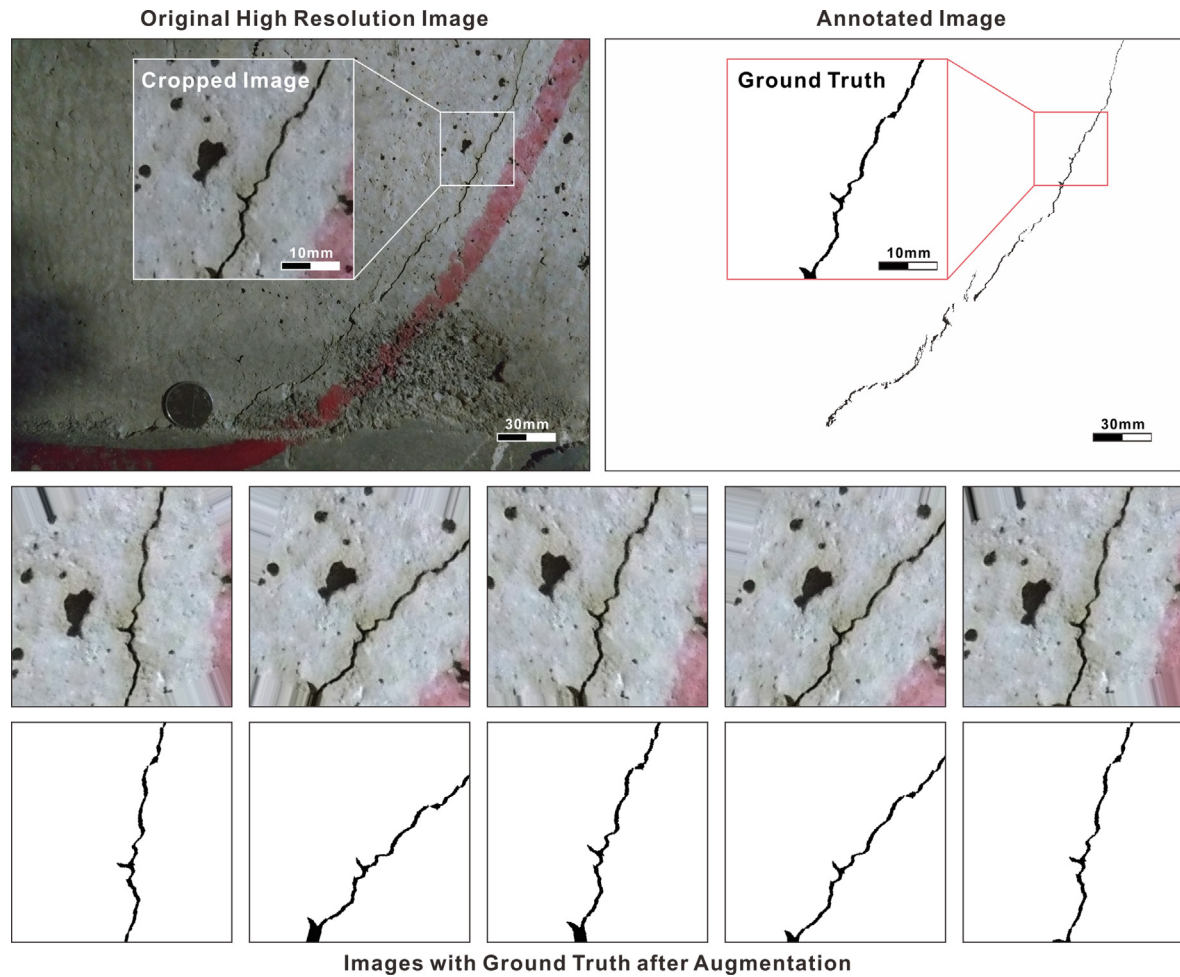 Original High Resolution Image
Annotated Image
Cropped Image
Ground Truth
10mm
10mm
30mm
30mm
Images with Ground Truth after Augmentation